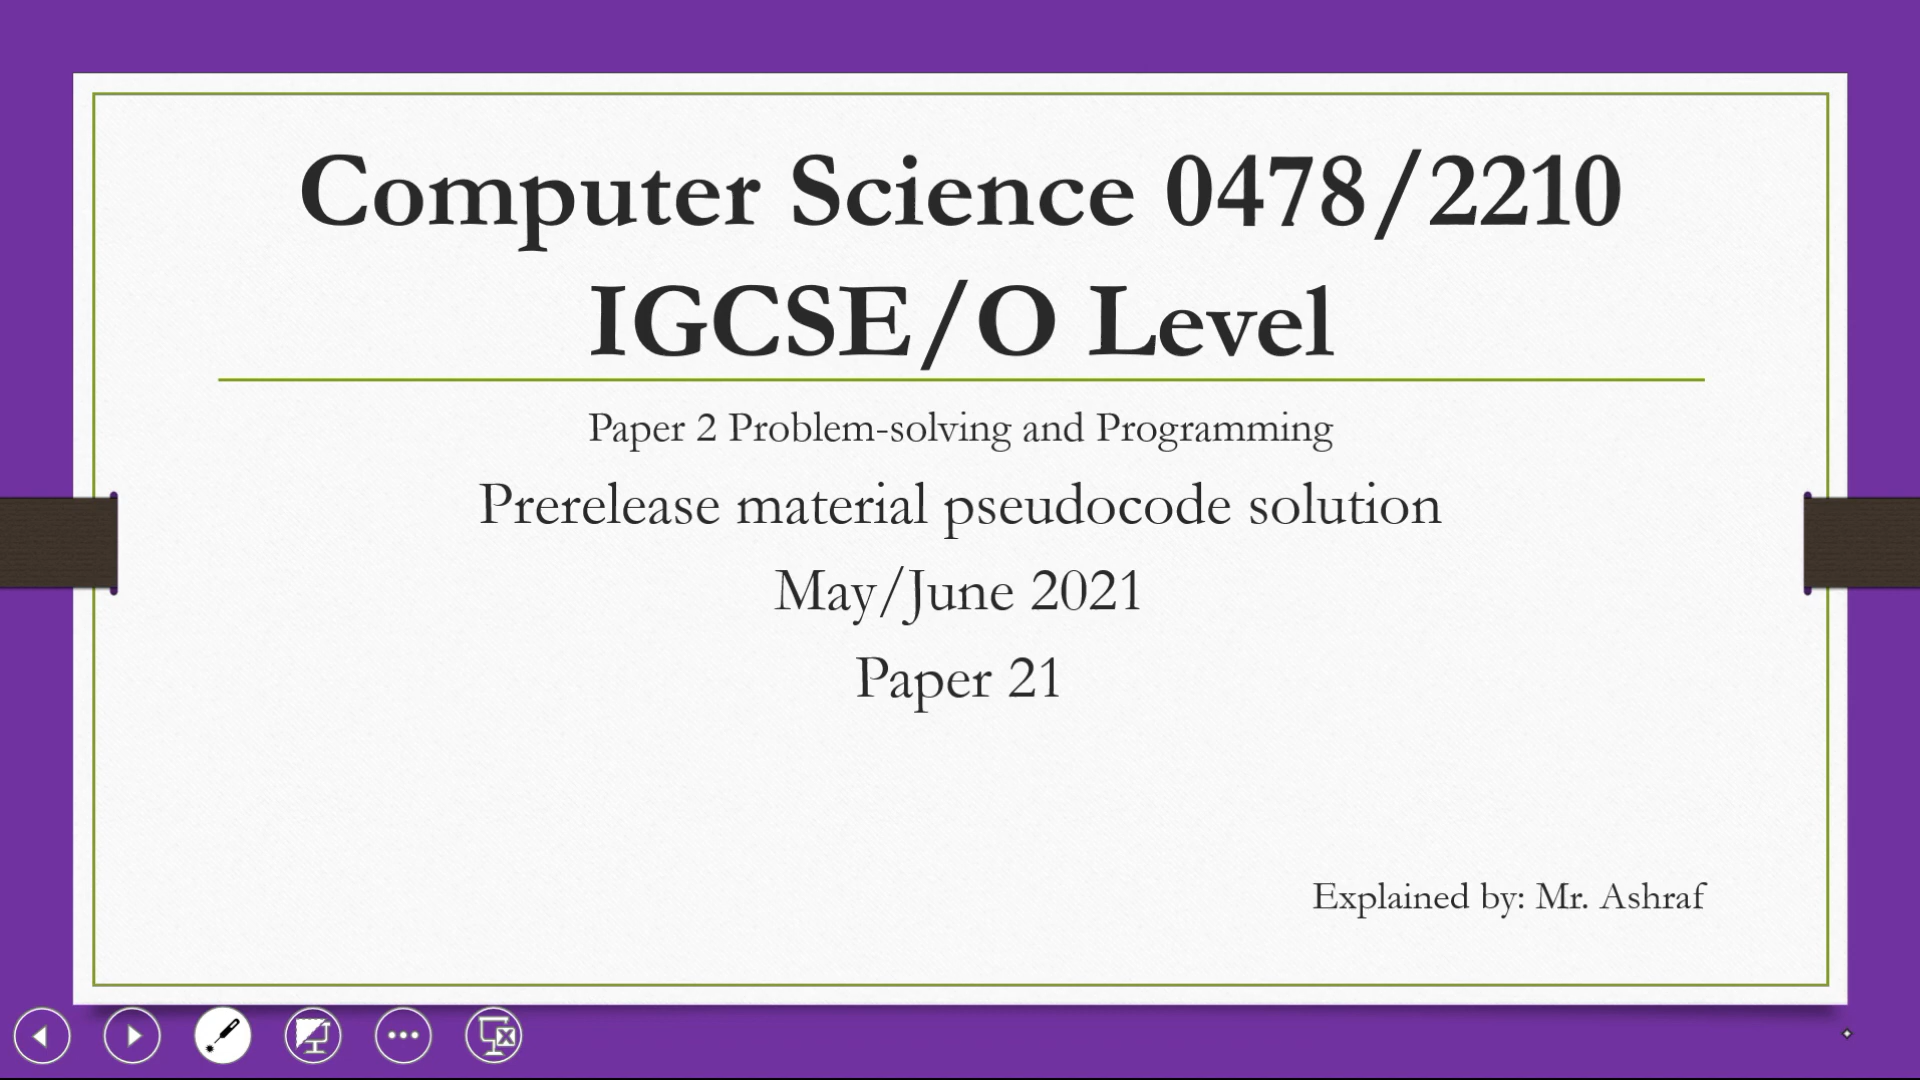 Computer Science 0478/2210
IGCSE/O Level
Paper 2 Problem-solving and Programming
Prerelease material pseudocode solution
May/June 2021
Paper 21
Explained by: Mr. Ashraf